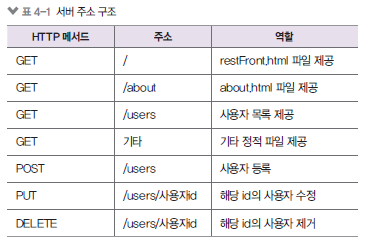 표 4-1 서버 주소 구조
HTTP 메서드 주소 역할
GET / restFront.html 파일 제공
GET /about about.html 파일 제공
GET /users 사용자 목록 제공
GET 기타 기타 정적 파일 제공
POST /users 사용자 등록
PUT /users/사용자id 해당 id의 사용자 수정
DELETE /users/사용자id 해당 id의 사용자 제거